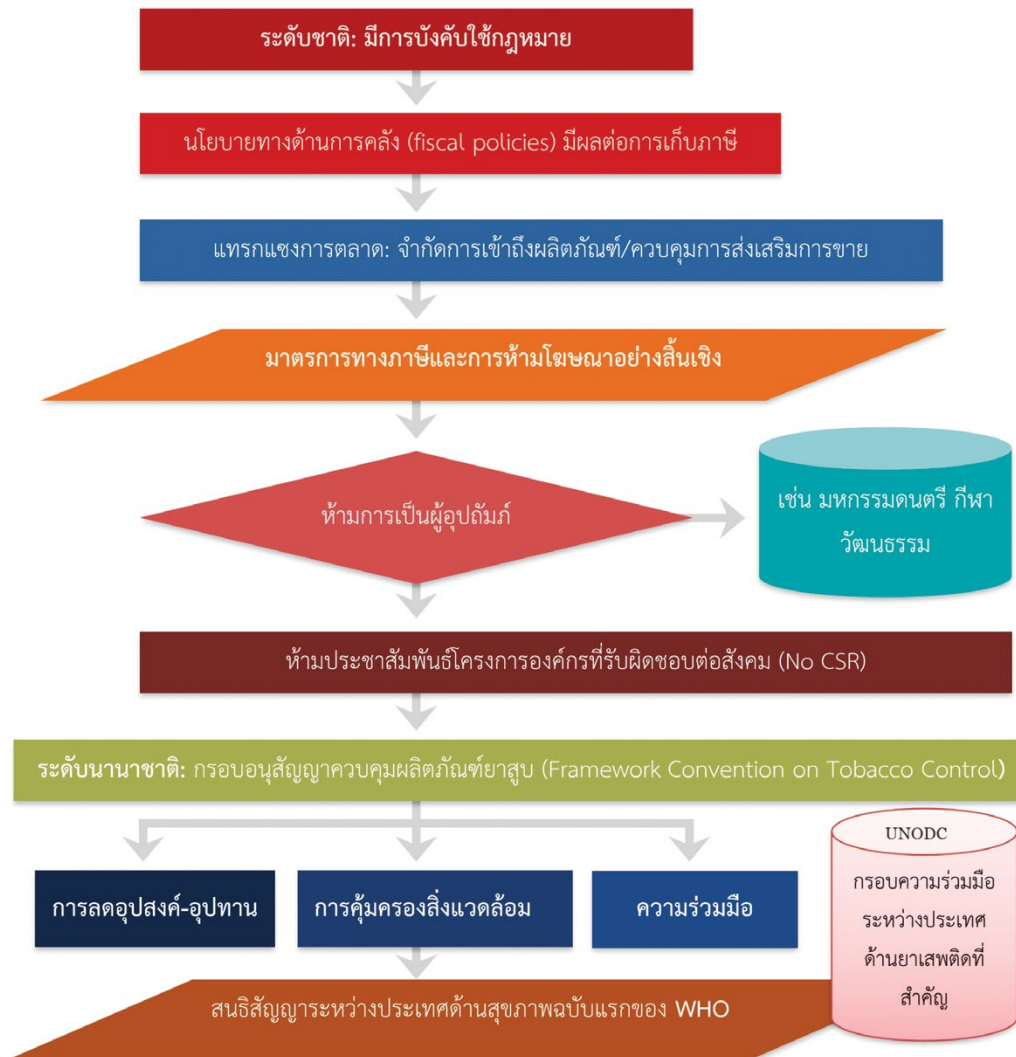 ระดับชาติ: มีการบังคับใช้กฎหมาย
นโยบายทางด้านการคลัง (fiscal policies) มีผลต่อการเก็บภาษี
แทรกแซงการตลาด: จำกัดการเข้าถึงผลิตภัณฑ์/ควบคุมการส่งเสริมการขาย
มาตรการทางภาษีและการห้ามโฆษณาอย่างสิ้นเชิง
ห้ามการเป็นผู้อุปถัมภ์
เช่น มหกรรมดนตรี กีฬา
วัฒนธรรม
ห้ามประชาสัมพันธ์โครงการองค์กรที่รับผิดชอบต่อสังคม (No CSR)
ระดับนานาชาติ: กรอบอนุสัญญาควบคุมผลิตภัณฑ์ยาสูบ (Framework Convention on Tobacco Control)
การลดอุปสงค์-อุปทาน
การคุ้มครองสิ่งแวดล้อม
ความร่วมมือ
UNODC
กรอบความร่วมมือ
ระหว่างประเทศ
ด้านยาเสพติดที่
สำคัญ
สนธิสัญญาระหว่างประเทศด้านสุขภาพฉบับแรกของ WHO